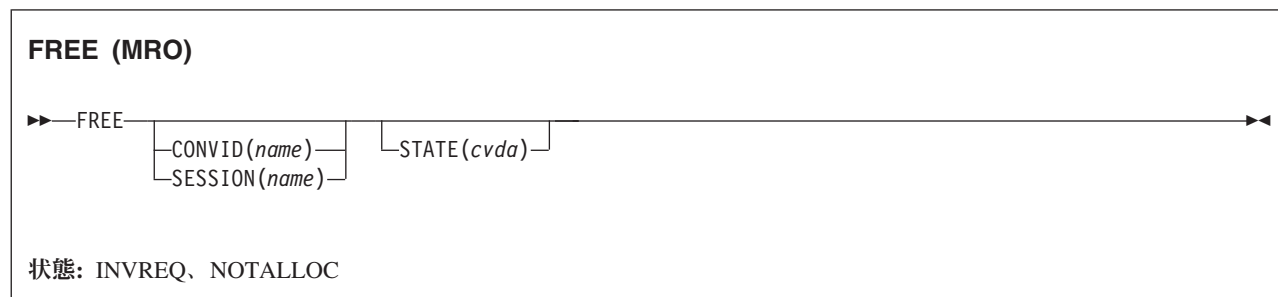 FREE (MRO)
FREE
CONVID(name)
STATE(cvda)
SESSION(name)
状態: INVREQ、NOTALLOC